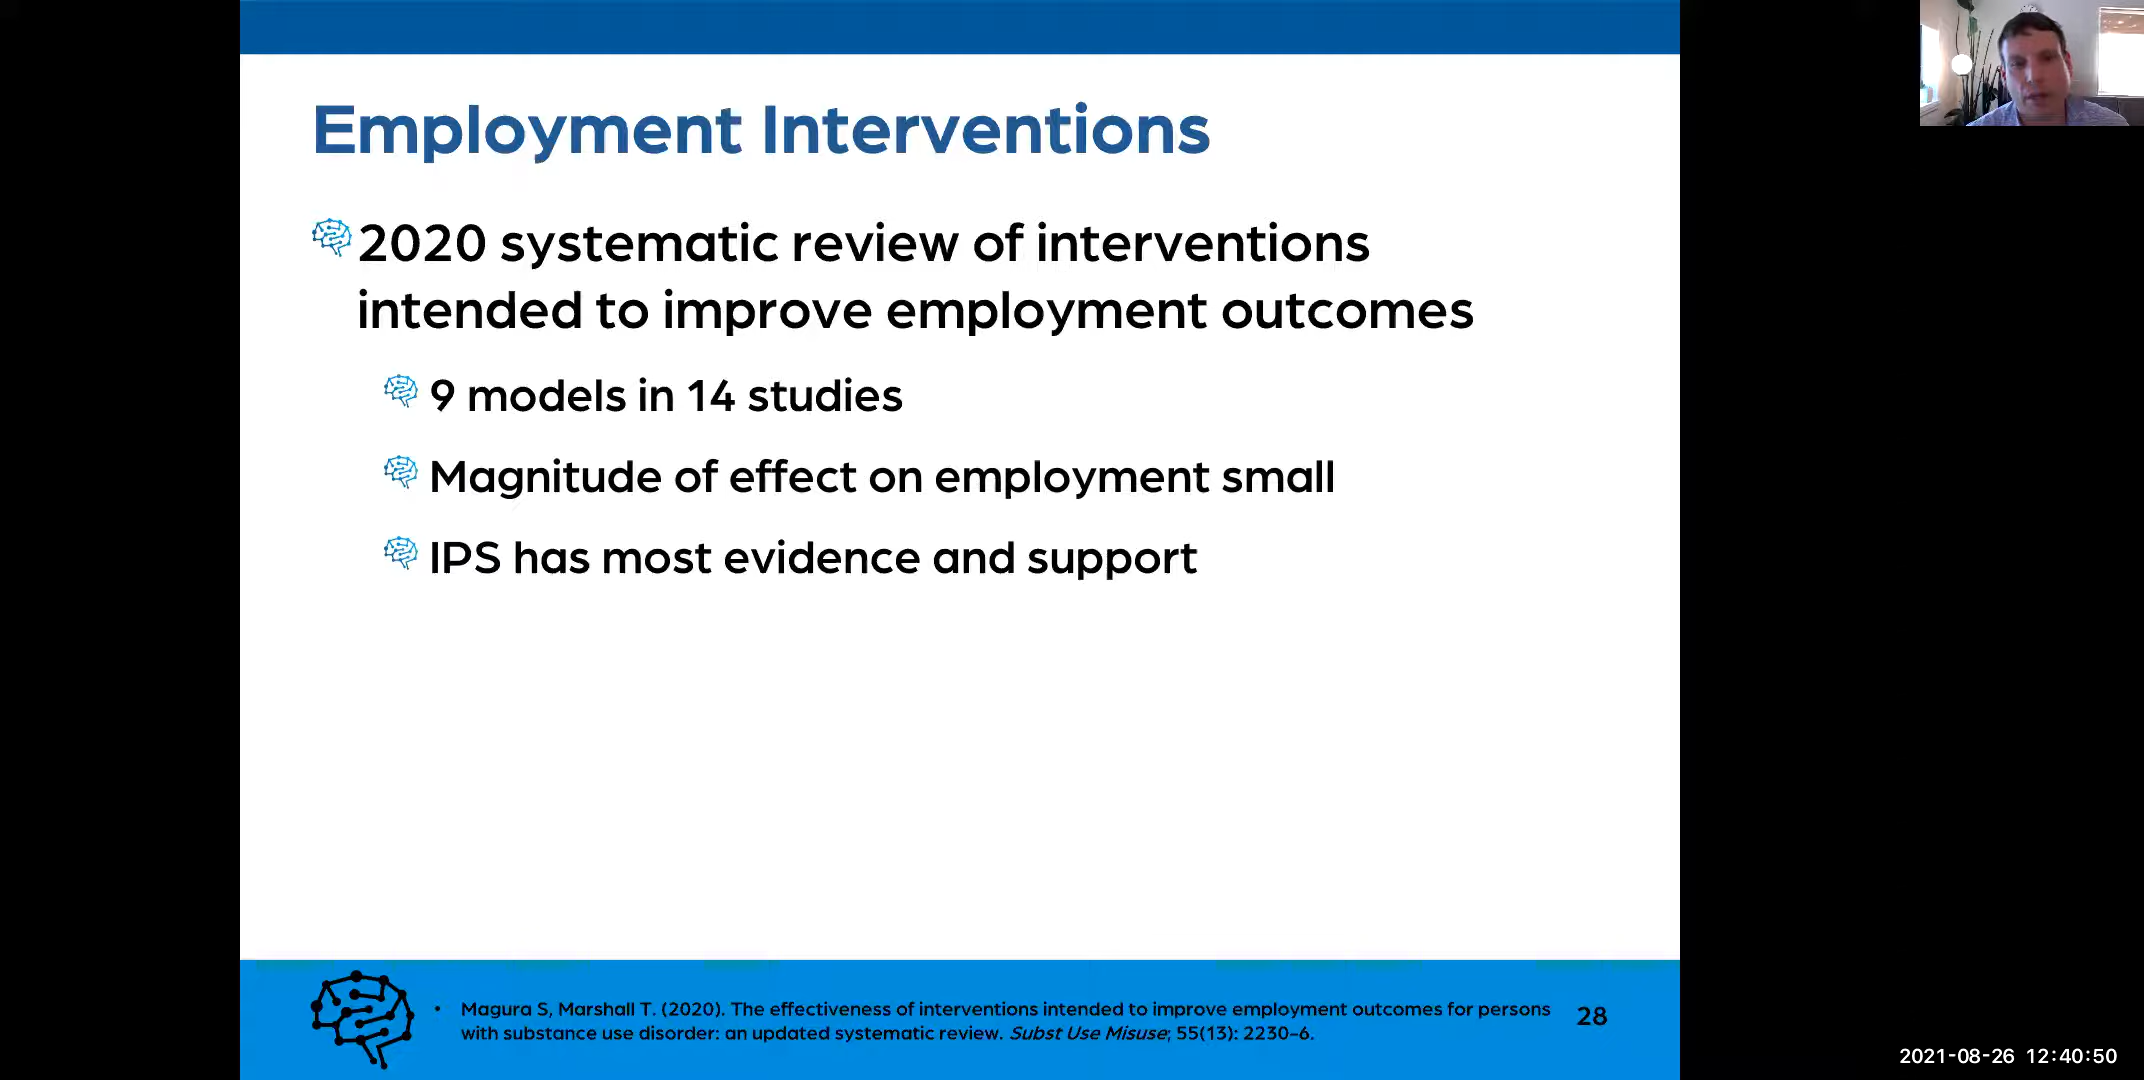 Employment Interventions
2020 systematic review of interventions
intended to improve employment outcomes
9 models in 14 studies
Magnitude of effect on employment small
IPS has most evidence and support
• Magura S, Marshall T. (2020). The effectiveness of interventions intended to improve employment outcomes for persons
with substance use disorder: an updated systematic review. Subst Use Misuse; 55(13): 2230-6.
28
2021-08-26 12:40:50